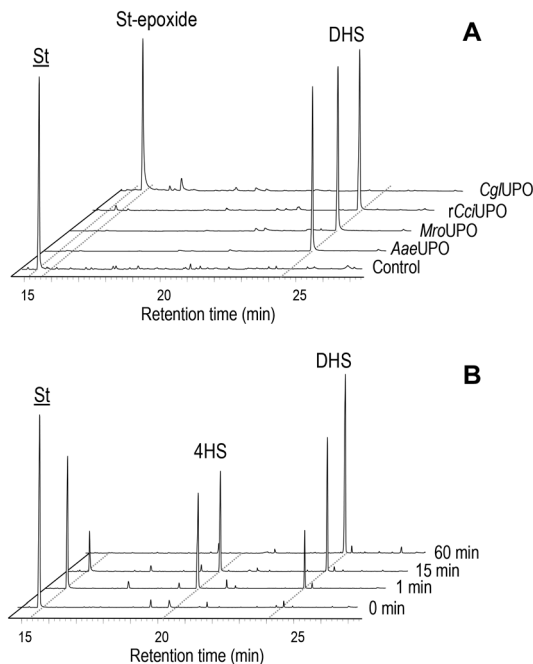 A
St-epoxide
DHS
St
CglUPO
rCciUPO
MroUPO
AaeUPO
Control
15 20 25
Retention time (min)
B
DHS
St
4HS
60 min
15 min
1 min
0 min
15 20 25
Retention time (min)